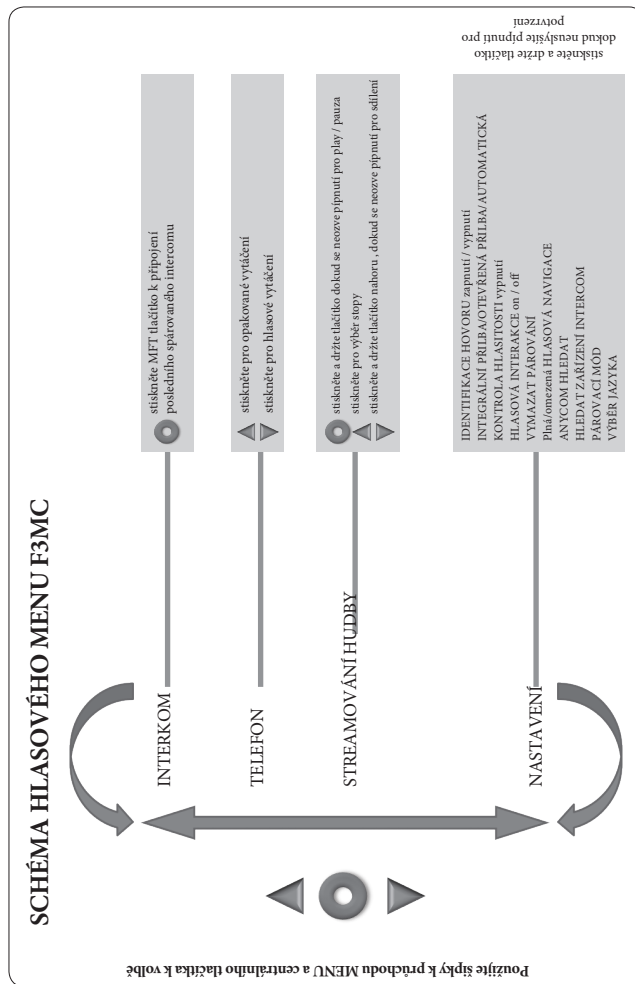 SCHÉMA HLASOVÉHO MENU F3MC
Použijte šipky k průchodu MENU a centrálního tlačítka k volbě
INTERKOM
stiskněte MFT tlačítko k připojení
posledního spárovaného intercomu
TELEFON
stiskněte pro opakované vytáčení
stiskněte pro hlasové vytáčení
STREAMOVÁNÍ HUDBY
stiskněte a držte tlačítko dokud se neozve pípnutí pro play / pauza
stiskněte pro výběr stopy
stiskněte a držte tlačítko nahoru , dokud se neozve pípnutí pro sdílení
NASTAVENÍ
IDENTIFIKACE HOVORU zapnutí / vypnutí
INTEGRÁLNÍ PŘILBA/OTEVŘENÁ PŘILBA/AUTOMATICKÁ
KONTROLA HLASITOSTI vypnutí
HLASOVÁ INTERAKCE on / off
VYMAZAT PÁROVÁNÍ
Plná/omezená HLASOVÁ NAVIGACE
ANYCOM HLEDAT
HLEDAT ZAŘÍZENÍ INTERCOM
PÁROVACÍ MÓD
VÝBĚR JAZYKA
stiskněte a držte tlačítko
dokud neuslyšíte pípnutí pro
potvrzení